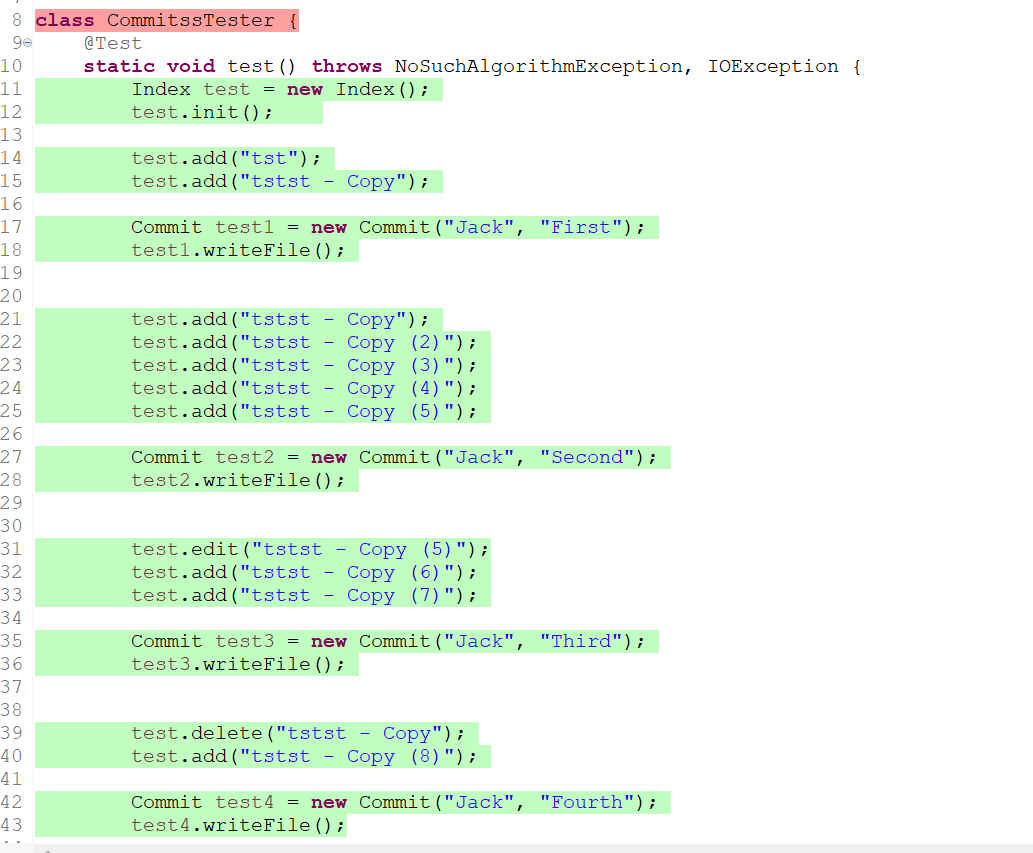 8 class CommitssTester {
9 @Test
10 static void test() throws NoSuchAlgorithmException, IOException {
11 Index test = new Index();
12 test.init();
13
14 test.add("tst");
15 test.add("tstst - Copy");
16
17 Commit test1 = new Commit("Jack", "First");
18 test1.writeFile();
19
20
21 test.add("tstst - Copy");
22 test.add("tstst - Copy (2)");
23 test.add("tstst - Copy (3)");
24 test.add("tstst - Copy (4)");
25 test.add("tstst - Copy (5)");
26
27 Commit test2 = new Commit("Jack", "Second");
28 test2.writeFile();
29
30
31 test.edit("tstst - Copy (5)");
32 test.add("tstst - Copy (6)");
33 test.add("tstst - Copy (7)");
34
35 Commit test3 = new Commit("Jack", "Third");
36 test3.writeFile();
37
38
39 test.delete("tstst - Copy");
40 test.add("tstst - Copy (8)");
41
42 Commit test4 = new Commit("Jack", "Fourth");
43 test4.writeFile();